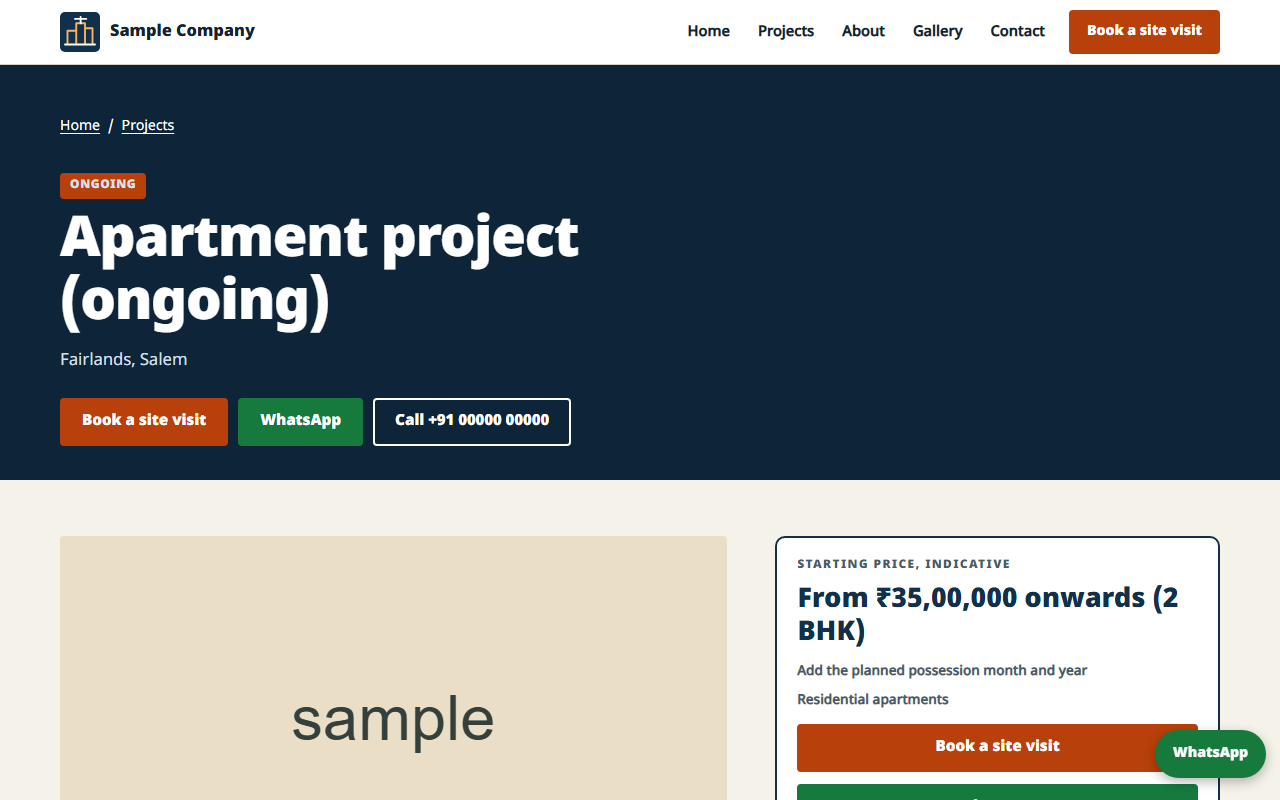 Sample Company
Home
Projects
About
Gallery
Contact
Book a site visit
Home / Projects
ONGOING
Apartment project
(ongoing)
Fairlands, Salem
Book a site visit
WhatsApp
Call +91 00000 00000
sample
STARTING PRICE, INDICATIVE
From ₹35,00,000 onwards (2
BHK)
Add the planned possession month and year
Residential apartments
Book a site visit
WhatsApp